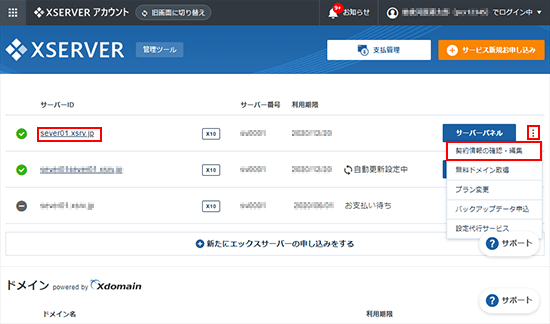 XSERVER アカウント 旧画面に切り替え 9+ お知らせ でログイン中
XSERVER 管理ツール 支払管理 サービス新規お申し込み
サーバーID サーバー番号 利用期限
sever01.xsrv.jp X10 サーバーパネル
契約情報の確認・編集
X10 自動更新設定中
無料ドメイン取得
プラン変更
X10 お支払い待ち
バックアップデータ申込
設定代行サービス
新たにエックスサーバーの申し込みをする
? サポート
ドメイン powered by Xdomain
? サポート
ドメイン名 利用期限